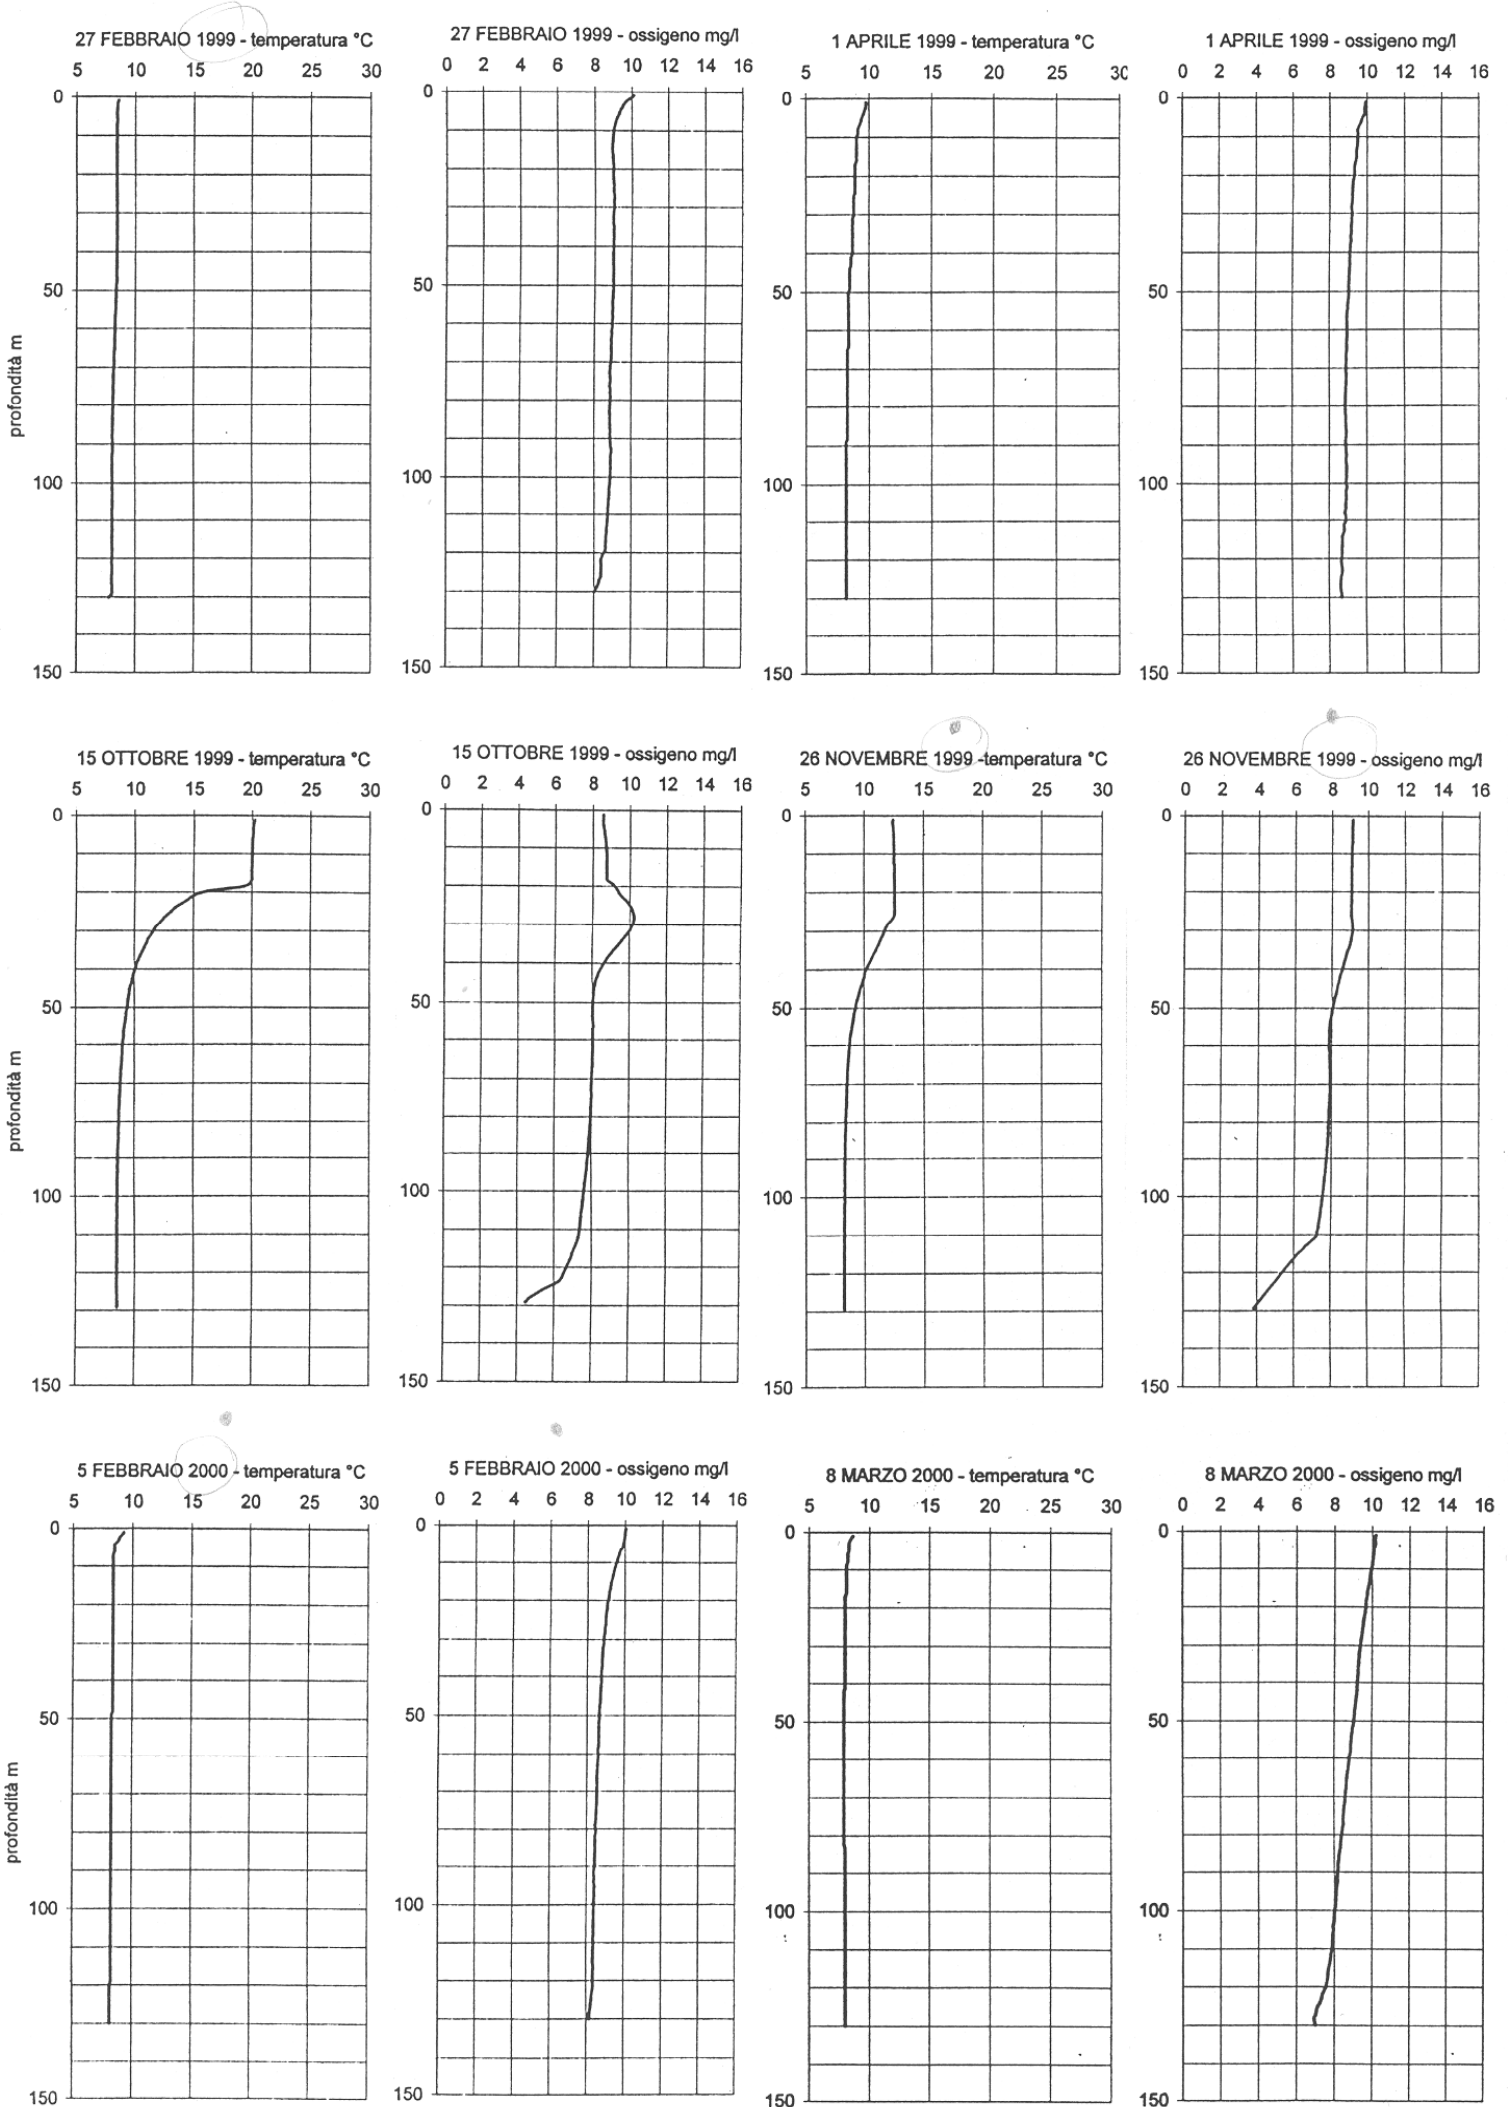 27 FEBBRAIO 1999 - temperatura °C
5 10 15 20 25 30
0
50
100
150
profondità m
27 FEBBRAIO 1999 - ossigeno mg/l
0 2 4 6 8 10 12 14 16
0
50
100
150
1 APRILE 1999 - temperatura °C
5 10 15 20 25 30
0
50
100
150
1 APRILE 1999 - ossigeno mg/l
0 2 4 6 8 10 12 14 16
0
50
100
150
15 OTTOBRE 1999 - temperatura °C
5 10 15 20 25 30
0
50
100
150
profondità m
15 OTTOBRE 1999 - ossigeno mg/l
0 2 4 6 8 10 12 14 16
0
50
100
150
26 NOVEMBRE 1999 -temperatura °C
5 10 15 20 25 30
0
50
100
150
26 NOVEMBRE 1999 - ossigeno mg/l
0 2 4 6 8 10 12 14 16
0
50
100
150
5 FEBBRAIO 2000 - temperatura °C
5 10 15 20 25 30
0
50
100
150
profondità m
5 FEBBRAIO 2000 - ossigeno mg/l
0 2 4 6 8 10 12 14 16
0
50
100
150
8 MARZO 2000 - temperatura °C
5 10 15 20 25 30
0
50
100
150
8 MARZO 2000 - ossigeno mg/l
0 2 4 6 8 10 12 14 16
0
50
100
150